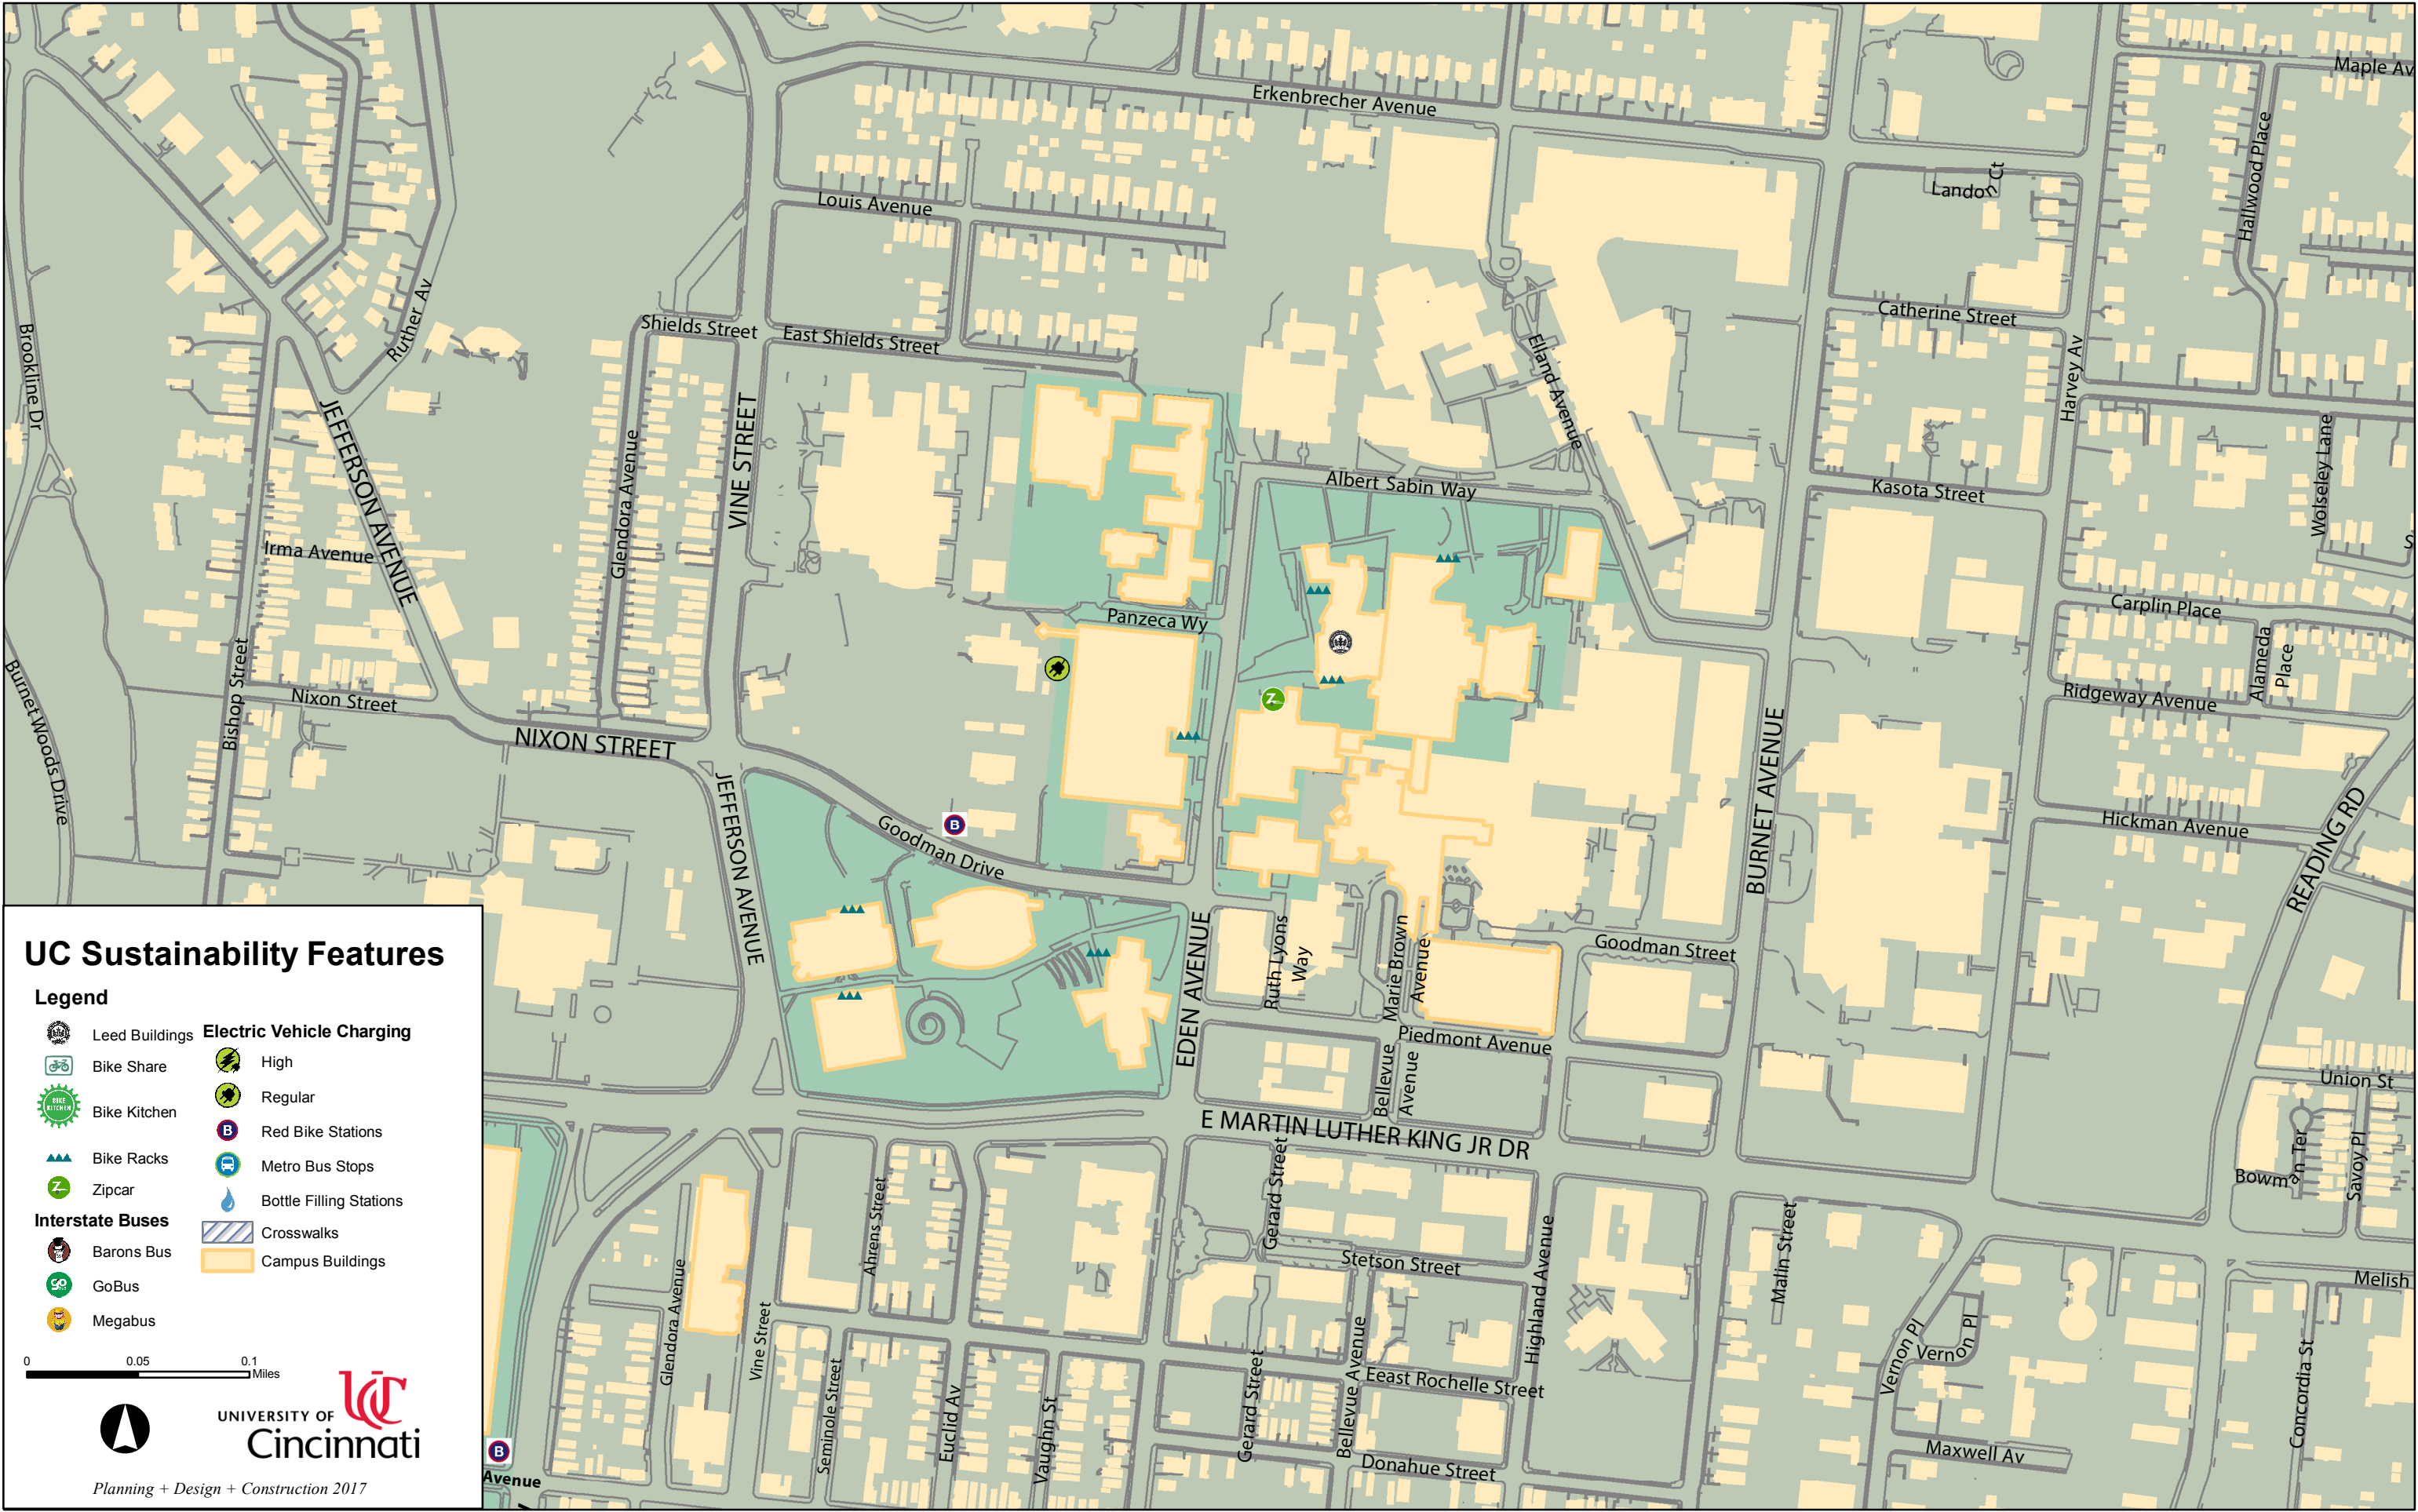 Maple Av
Erkenbrecher Avenue
Hallwood Place
Landon Ct
Louis Avenue
Ruther Av
Catherine Street
Shields Street
East Shields Street
Brookline Dr
Elland Avenue
Harvey Av
JEFFERSON AVENUE
Glendora Avenue
VINE STREET
Albert Sabin Way
Kasota Street
Wolseley Lane
S
Irma Avenue
Panzeca Wy
Carplin Place
Alameda
Place
Burnet Woods Drive
Bishop Street
Nixon Street
Ridgeway Avenue
NIXON STREET
BURNET AVENUE
JEFFERSON AVENUE
Goodman Drive
B
Z
Hickman Avenue
READING RD
EDEN AVENUE
Ruth Lyons
Way
Marie Brown
Avenue
Goodman Street
Piedmont Avenue
Bellevue
Avenue
Union St
E MARTIN LUTHER KING JR DR
Bowman Ter
Savoy Pl
Gerard Street
Ahrens Street
Stetson Street
Highland Avenue
Malin Street
Melish
Glendora Avenue
Vine Street
Seminole Street
Euclid Av
Vaughn St
Gerard Street
Bellevue Avenue
Eeast Rochelle Street
Vernon Pl
Vernon Pl
Concordia St
Donahue Street
Maxwell Av
B
Avenue
UC Sustainability Features
Legend
Leed Buildings
Bike Share
BIKE
KITCHEN
Bike Kitchen
Bike Racks
Z
Zipcar
Interstate Buses
Barons Bus
GO
BUS
GoBus
Megabus
Electric Vehicle Charging
High
Regular
B
Red Bike Stations
Metro Bus Stops
Bottle Filling Stations
Crosswalks
Campus Buildings
0 0.05 0.1
Miles
UC
UNIVERSITY OF
Cincinnati
Planning + Design + Construction 2017